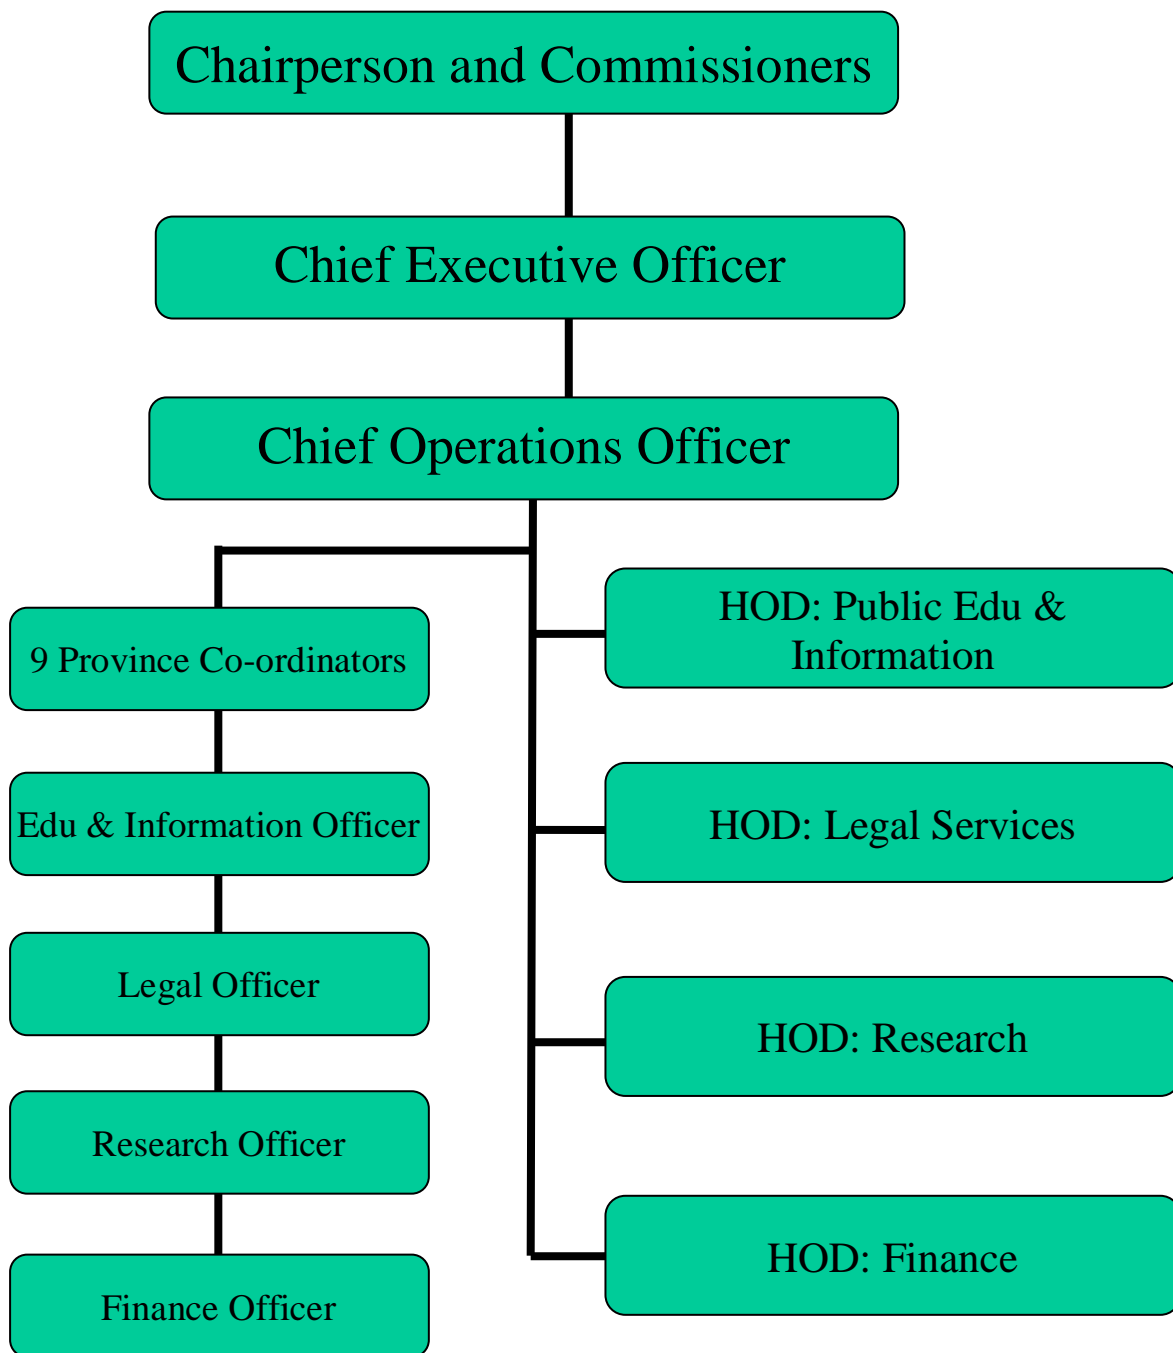 Chairperson and Commissioners
Chief Executive Officer
Chief Operations Officer
9 Province Co-ordinators
Edu & Information Officer
Legal Officer
Research Officer
Finance Officer
HOD: Public Edu &
Information
HOD: Legal Services
HOD: Research
HOD: Finance